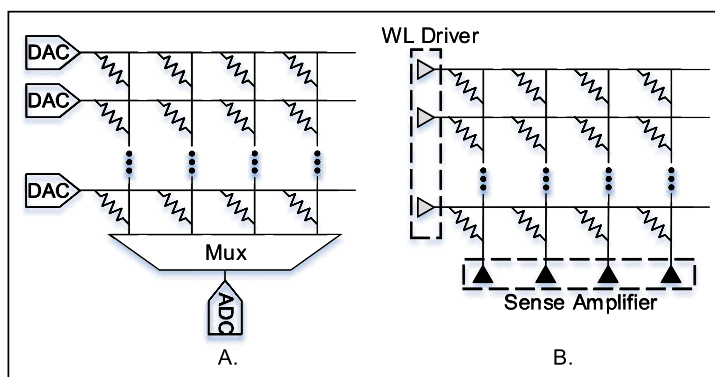 DAC
DAC
DAC
Mux
ADC
A.
WL Driver
Sense Amplifier
B.